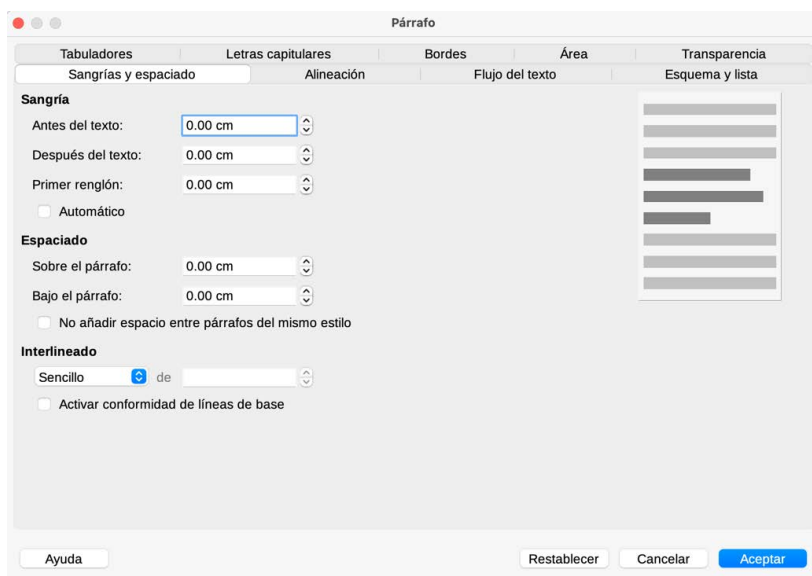 Párrafo
Tabuladores Letras capitulares Bordes Área Transparencia
Sangrías y espaciado Alineación Flujo del texto Esquema y lista
Sangría
Antes del texto: 0.00 cm
Después del texto: 0.00 cm
Primer renglón: 0.00 cm
Automático
Espaciado
Sobre el párrafo: 0.00 cm
Bajo el párrafo: 0.00 cm
No añadir espacio entre párrafos del mismo estilo
Interlineado
Sencillo de
Activar conformidad de líneas de base
Ayuda Restablecer Cancelar Aceptar